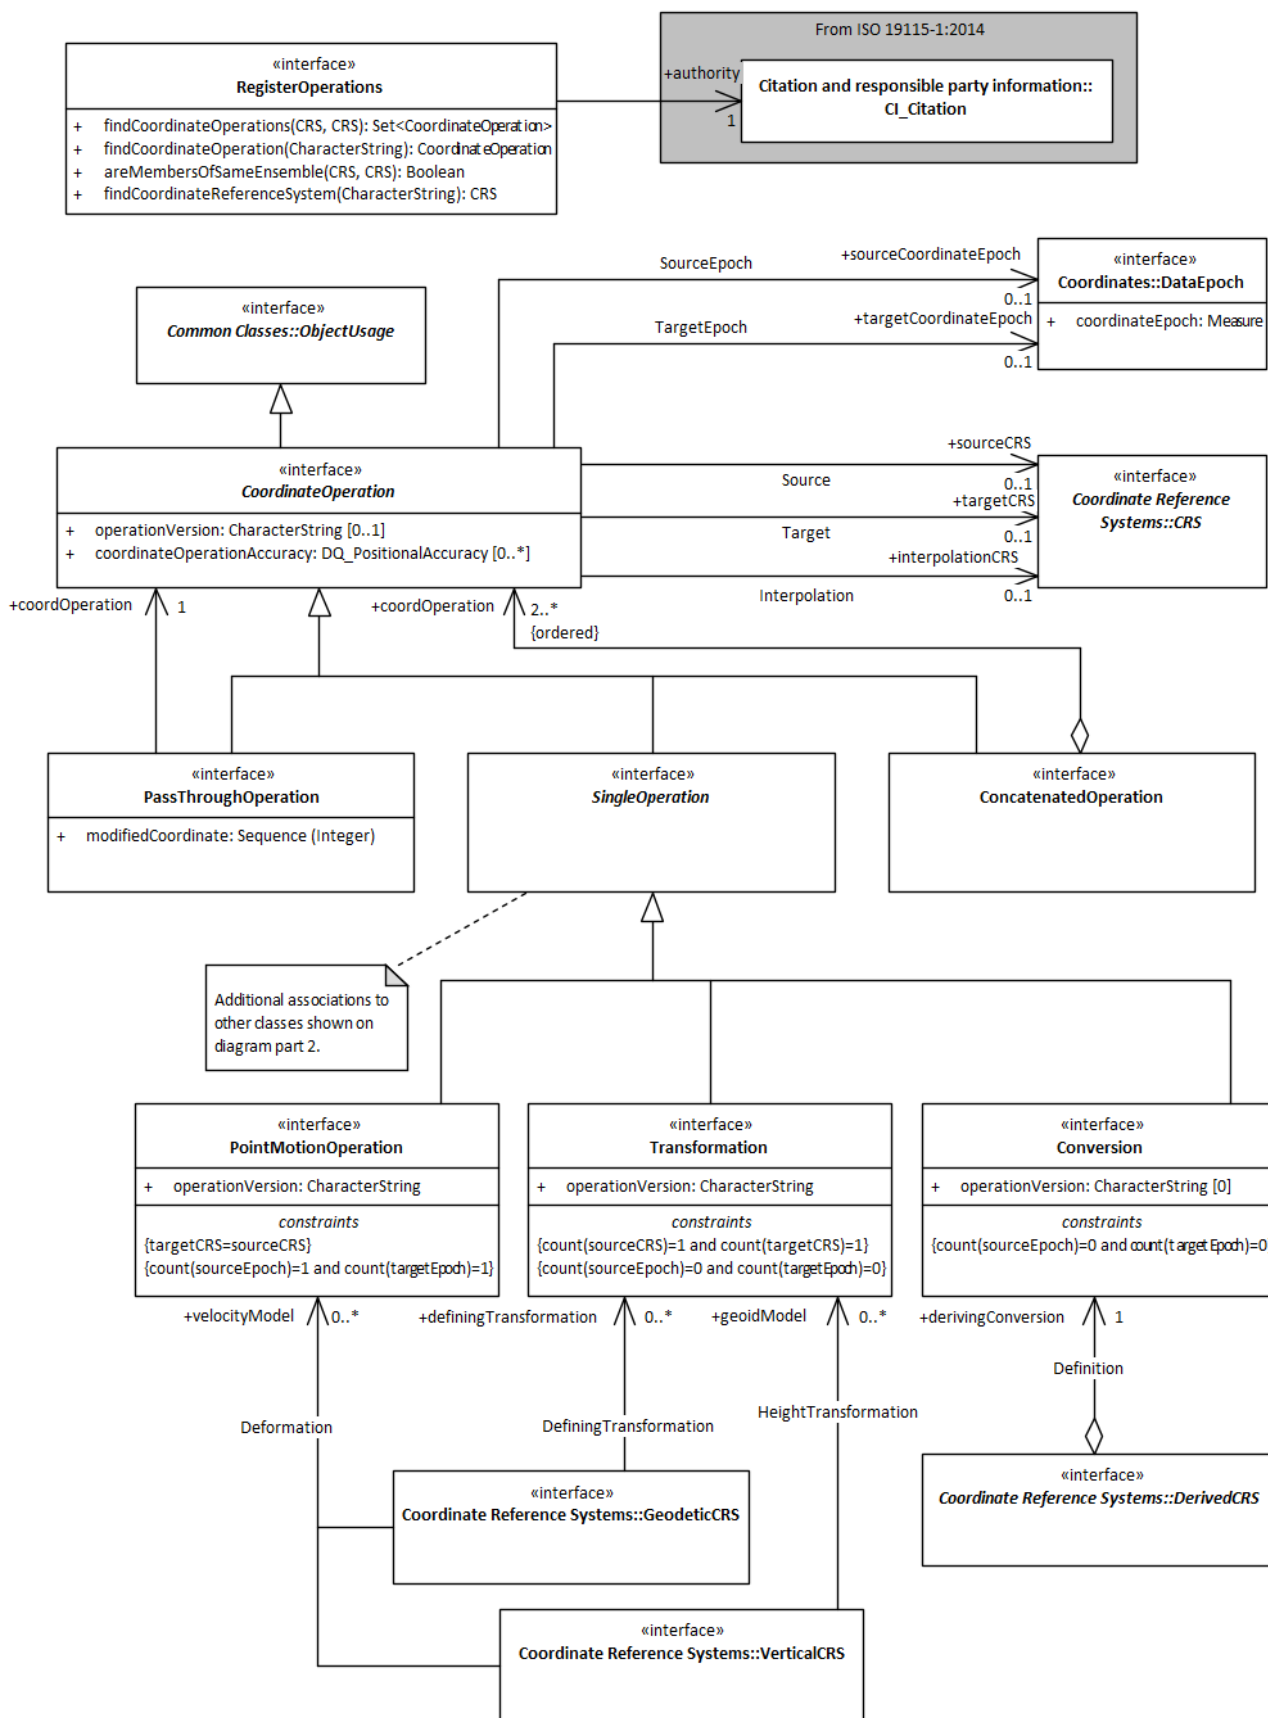 From ISO 19115-1:2014
«interface»
RegisterOperations
+ findCoordinateOperations(CRS, CRS): Set<CoordinateOperation>
+ findCoordinateOperation(CharacterString): CoordinateOperation
+ areMembersOfSameEnsemble(CRS, CRS): Boolean
+ findCoordinateReferenceSystem(CharacterString): CRS
+authority
1
Citation and responsible party information::
CI_Citation
«interface»
Common Classes::ObjectUsage
SourceEpoch
+sourceCoordinateEpoch
0..1
TargetEpoch
+targetCoordinateEpoch
0..1
«interface»
Coordinates::DataEpoch
+ coordinateEpoch: Measure
«interface»
CoordinateOperation
+ operationVersion: CharacterString [0..1]
+ coordinateOperationAccuracy: DQ_PositionalAccuracy [0..*]
+sourceCRS
Source
0..1
+targetCRS
Target
0..1
+interpolationCRS
Interpolation
0..1
«interface»
Coordinate Reference
Systems::CRS
+coordOperation
1
+coordOperation
2..*
{ordered}
«interface»
PassThroughOperation
+ modifiedCoordinate: Sequence (Integer)
«interface»
SingleOperation
«interface»
ConcatenatedOperation
Additional associations to
other classes shown on
diagram part 2.
«interface»
PointMotionOperation
+ operationVersion: CharacterString
constraints
{targetCRS=sourceCRS}
{count(sourceEpoch)=1 and count(targetEpoch)=1}
«interface»
Transformation
+ operationVersion: CharacterString
constraints
{count(sourceCRS)=1 and count(targetCRS)=1}
{count(sourceEpoch)=0 and count(targetEpoch)=0}
«interface»
Conversion
+ operationVersion: CharacterString [0]
constraints
{count(sourceEpoch)=0 and count(targetEpoch)=0
+velocityModel
0..*
+definingTransformation
0..*
+geoidModel
0..*
+derivingConversion
1
Deformation
DefiningTransformation
HeightTransformation
Definition
«interface»
Coordinate Reference Systems::GeodeticCRS
«interface»
Coordinate Reference Systems::DerivedCRS
«interface»
Coordinate Reference Systems::VerticalCRS